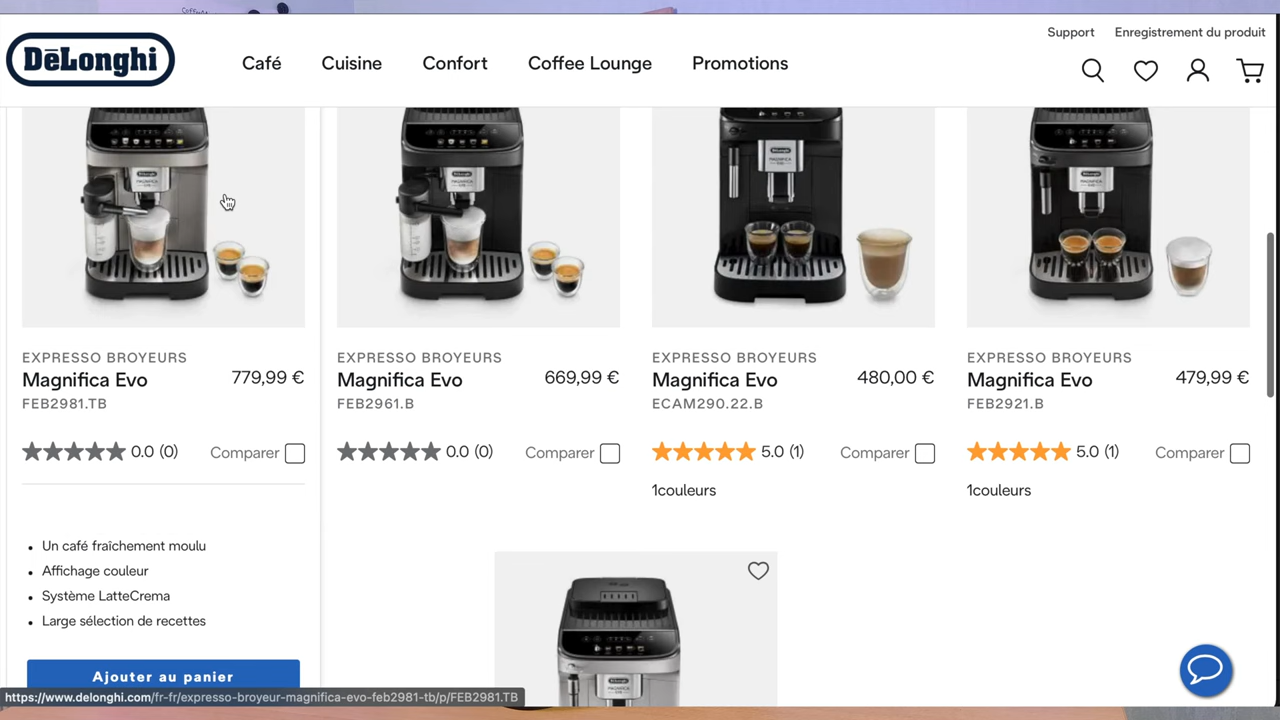 Support
Enregistrement du produit
DeLonghi
Café
Cuisine
Confort
Coffee Lounge
Promotions
EXPRESSO BROYEURS
Magnifica Evo
779,99 €
FEB2981.TB
0.0 (0)
Comparer
EXPRESSO BROYEURS
Magnifica Evo
669,99 €
FEB2961.B
0.0 (0)
Comparer
EXPRESSO BROYEURS
Magnifica Evo
480,00 €
ECAM290.22.B
5.0 (1)
Comparer
1couleurs
EXPRESSO BROYEURS
Magnifica Evo
479,99 €
FEB2921.B
5.0 (1)
Comparer
1couleurs
Un café fraîchement moulu
Affichage couleur
Système LatteCrema
Large sélection de recettes
Ajouter au panier
https://www.delonghi.com/fr-fr/expresso-broyeur-magnifica-evo-feb2981-tb/p/FEB2981.TB